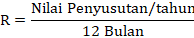 R = Nilai Penyusutan/tahun
12 Bulan